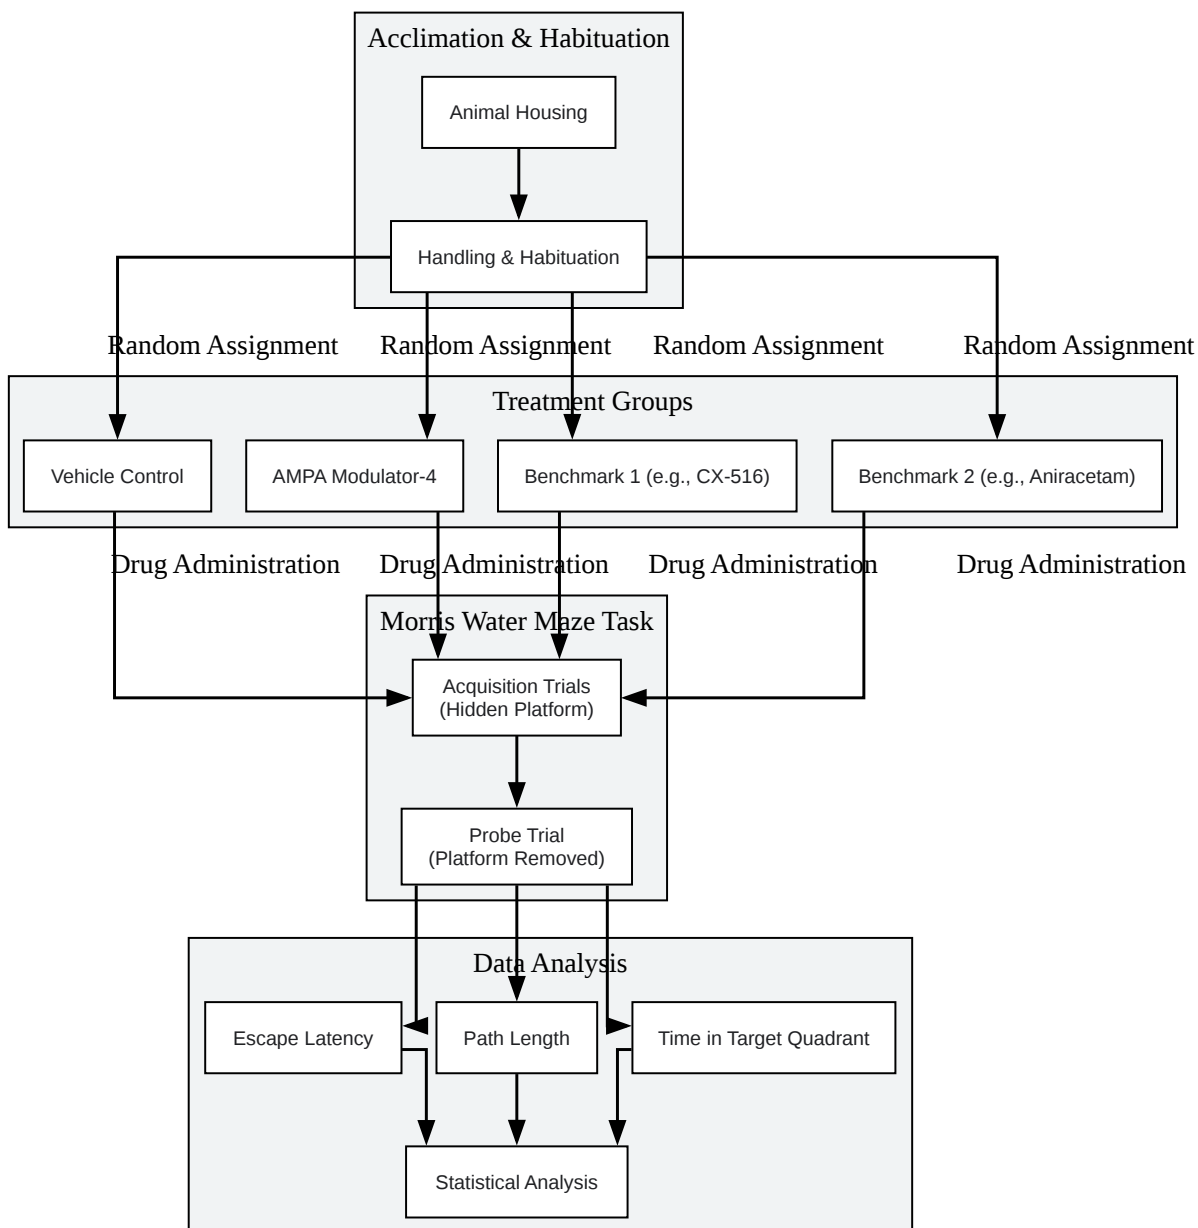 Acclimation & Habituation
Animal Housing
Handling & Habituation
Random Assignment
Random Assignment
Random Assignment
Random Assignment
Treatment Groups
Vehicle Control
AMPA Modulator-4
Benchmark 1 (e.g., CX-516)
Benchmark 2 (e.g., Aniracetam)
Drug Administration
Drug Administration
Drug Administration
Drug Administration
Morris Water Maze Task
Acquisition Trials
(Hidden Platform)
Probe Trial
(Platform Removed)
Data Analysis
Escape Latency
Path Length
Time in Target Quadrant
Statistical Analysis